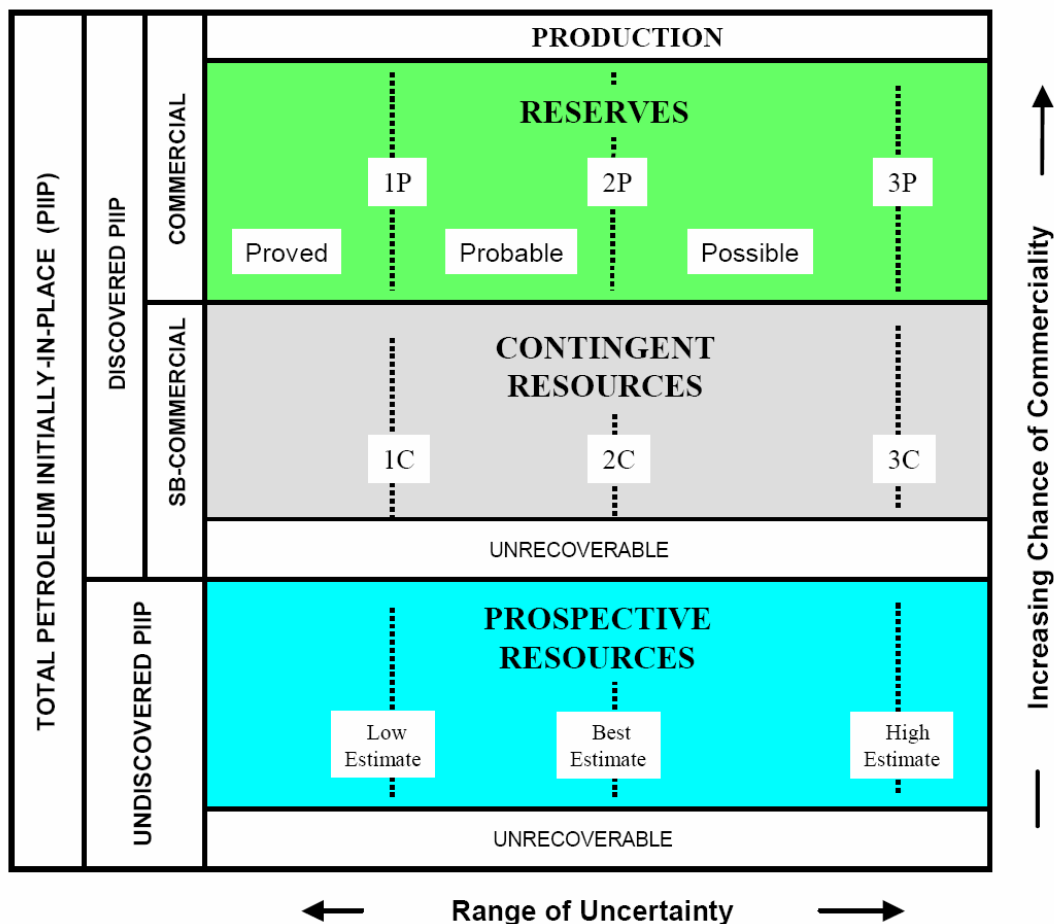 TOTAL PETROLEUM INITIALLY-IN-PLACE (PIIP)
DISCOVERED PIIP
UNDISCOVERED PIIP
COMMERCIAL
SB-COMMERCIAL
PRODUCTION
RESERVES
1P 2P 3P
Proved Probable Possible
CONTINGENT
RESOURCES
1C 2C 3C
UNRECOVERABLE
PROSPECTIVE
RESOURCES
Low Best High
Estimate Estimate Estimate
UNRECOVERABLE
Range of Uncertainty
Increasing Chance of Commerciality